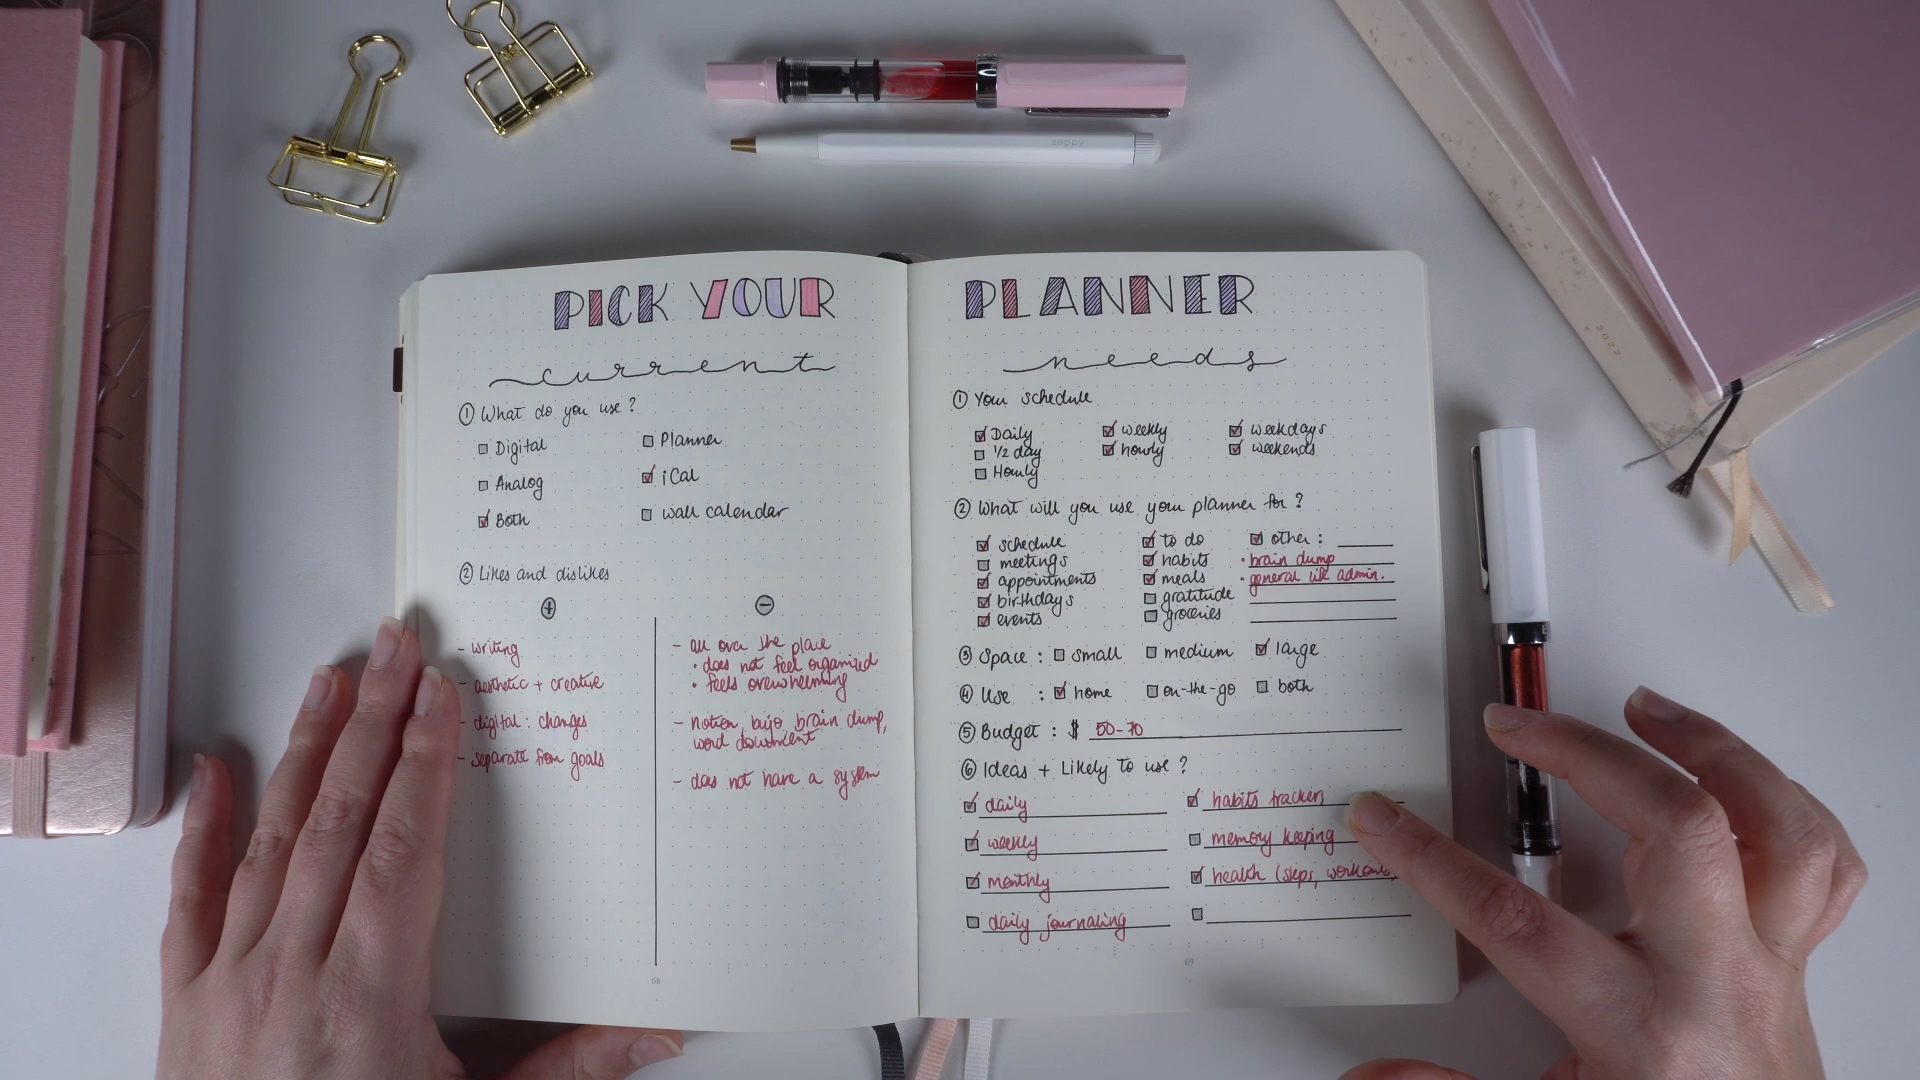 PICK YOUR
current
① What do you use?
Digital
Planner
Analog
iCal
Both
wall calendar
② Likes and dislikes
+
−
- writing
- aesthetic + creative
- digital: changes
- separate from goals
- all over the place
• does not feel organized
• feels overwhelming
- notion, bujo, brain dump,
word document
- does not have a system
68
PLANNER
needs
① Your schedule
Daily
weekly
weekdays
1/2 day
hourly
weekends
Hourly
② What will you use your planner for?
schedule
to do
other:
meetings
habits
• brain dump
appointments
meals
• general life admin.
birthdays
gratitude
events
groceries
③ Space: small medium large
④ Use: home on-the-go both
⑤ Budget: $ 50-70
⑥ Ideas + Likely to use?
daily
habits tracker
weekly
memory keeping
monthly
health (steps, workouts)
daily journaling
69
2022